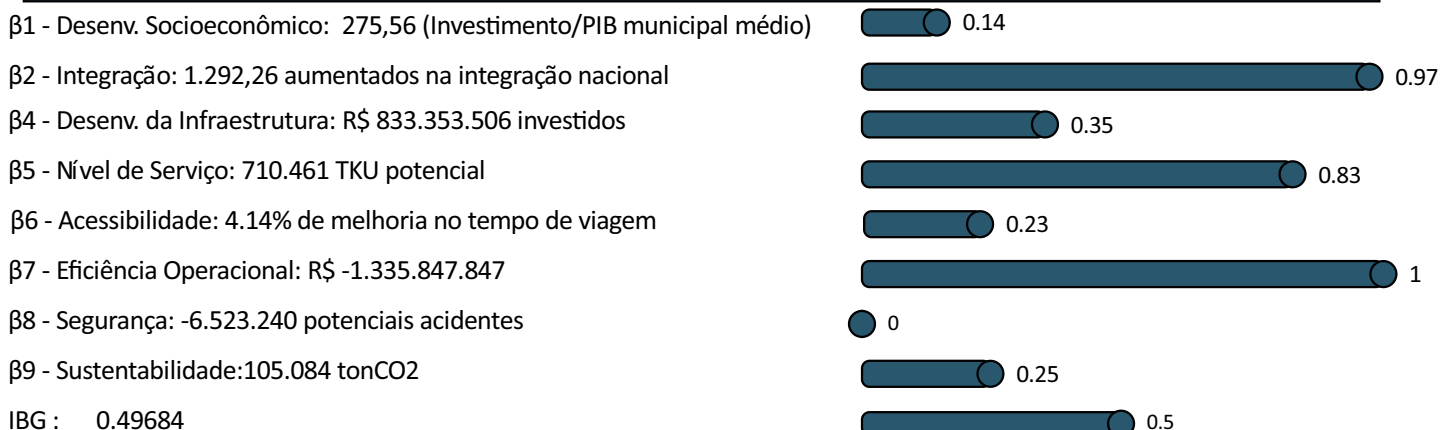 β1 - Desenv. Socioeconômico: 275,56 (Investimento/PIB municipal médio) 0.14
β2 - Integração: 1.292,26 aumentados na integração nacional 0.97
β4 - Desenv. da Infraestrutura: R$ 833.353.506 investidos 0.35
β5 - Nível de Serviço: 710.461 TKU potencial 0.83
β6 - Acessibilidade: 4.14% de melhoria no tempo de viagem 0.23
β7 - Eficiência Operacional: R$ -1.335.847.847 1
β8 - Segurança: -6.523.240 potenciais acidentes 0
β9 - Sustentabilidade:105.084 tonCO2 0.25
IBG : 0.49684 0.5